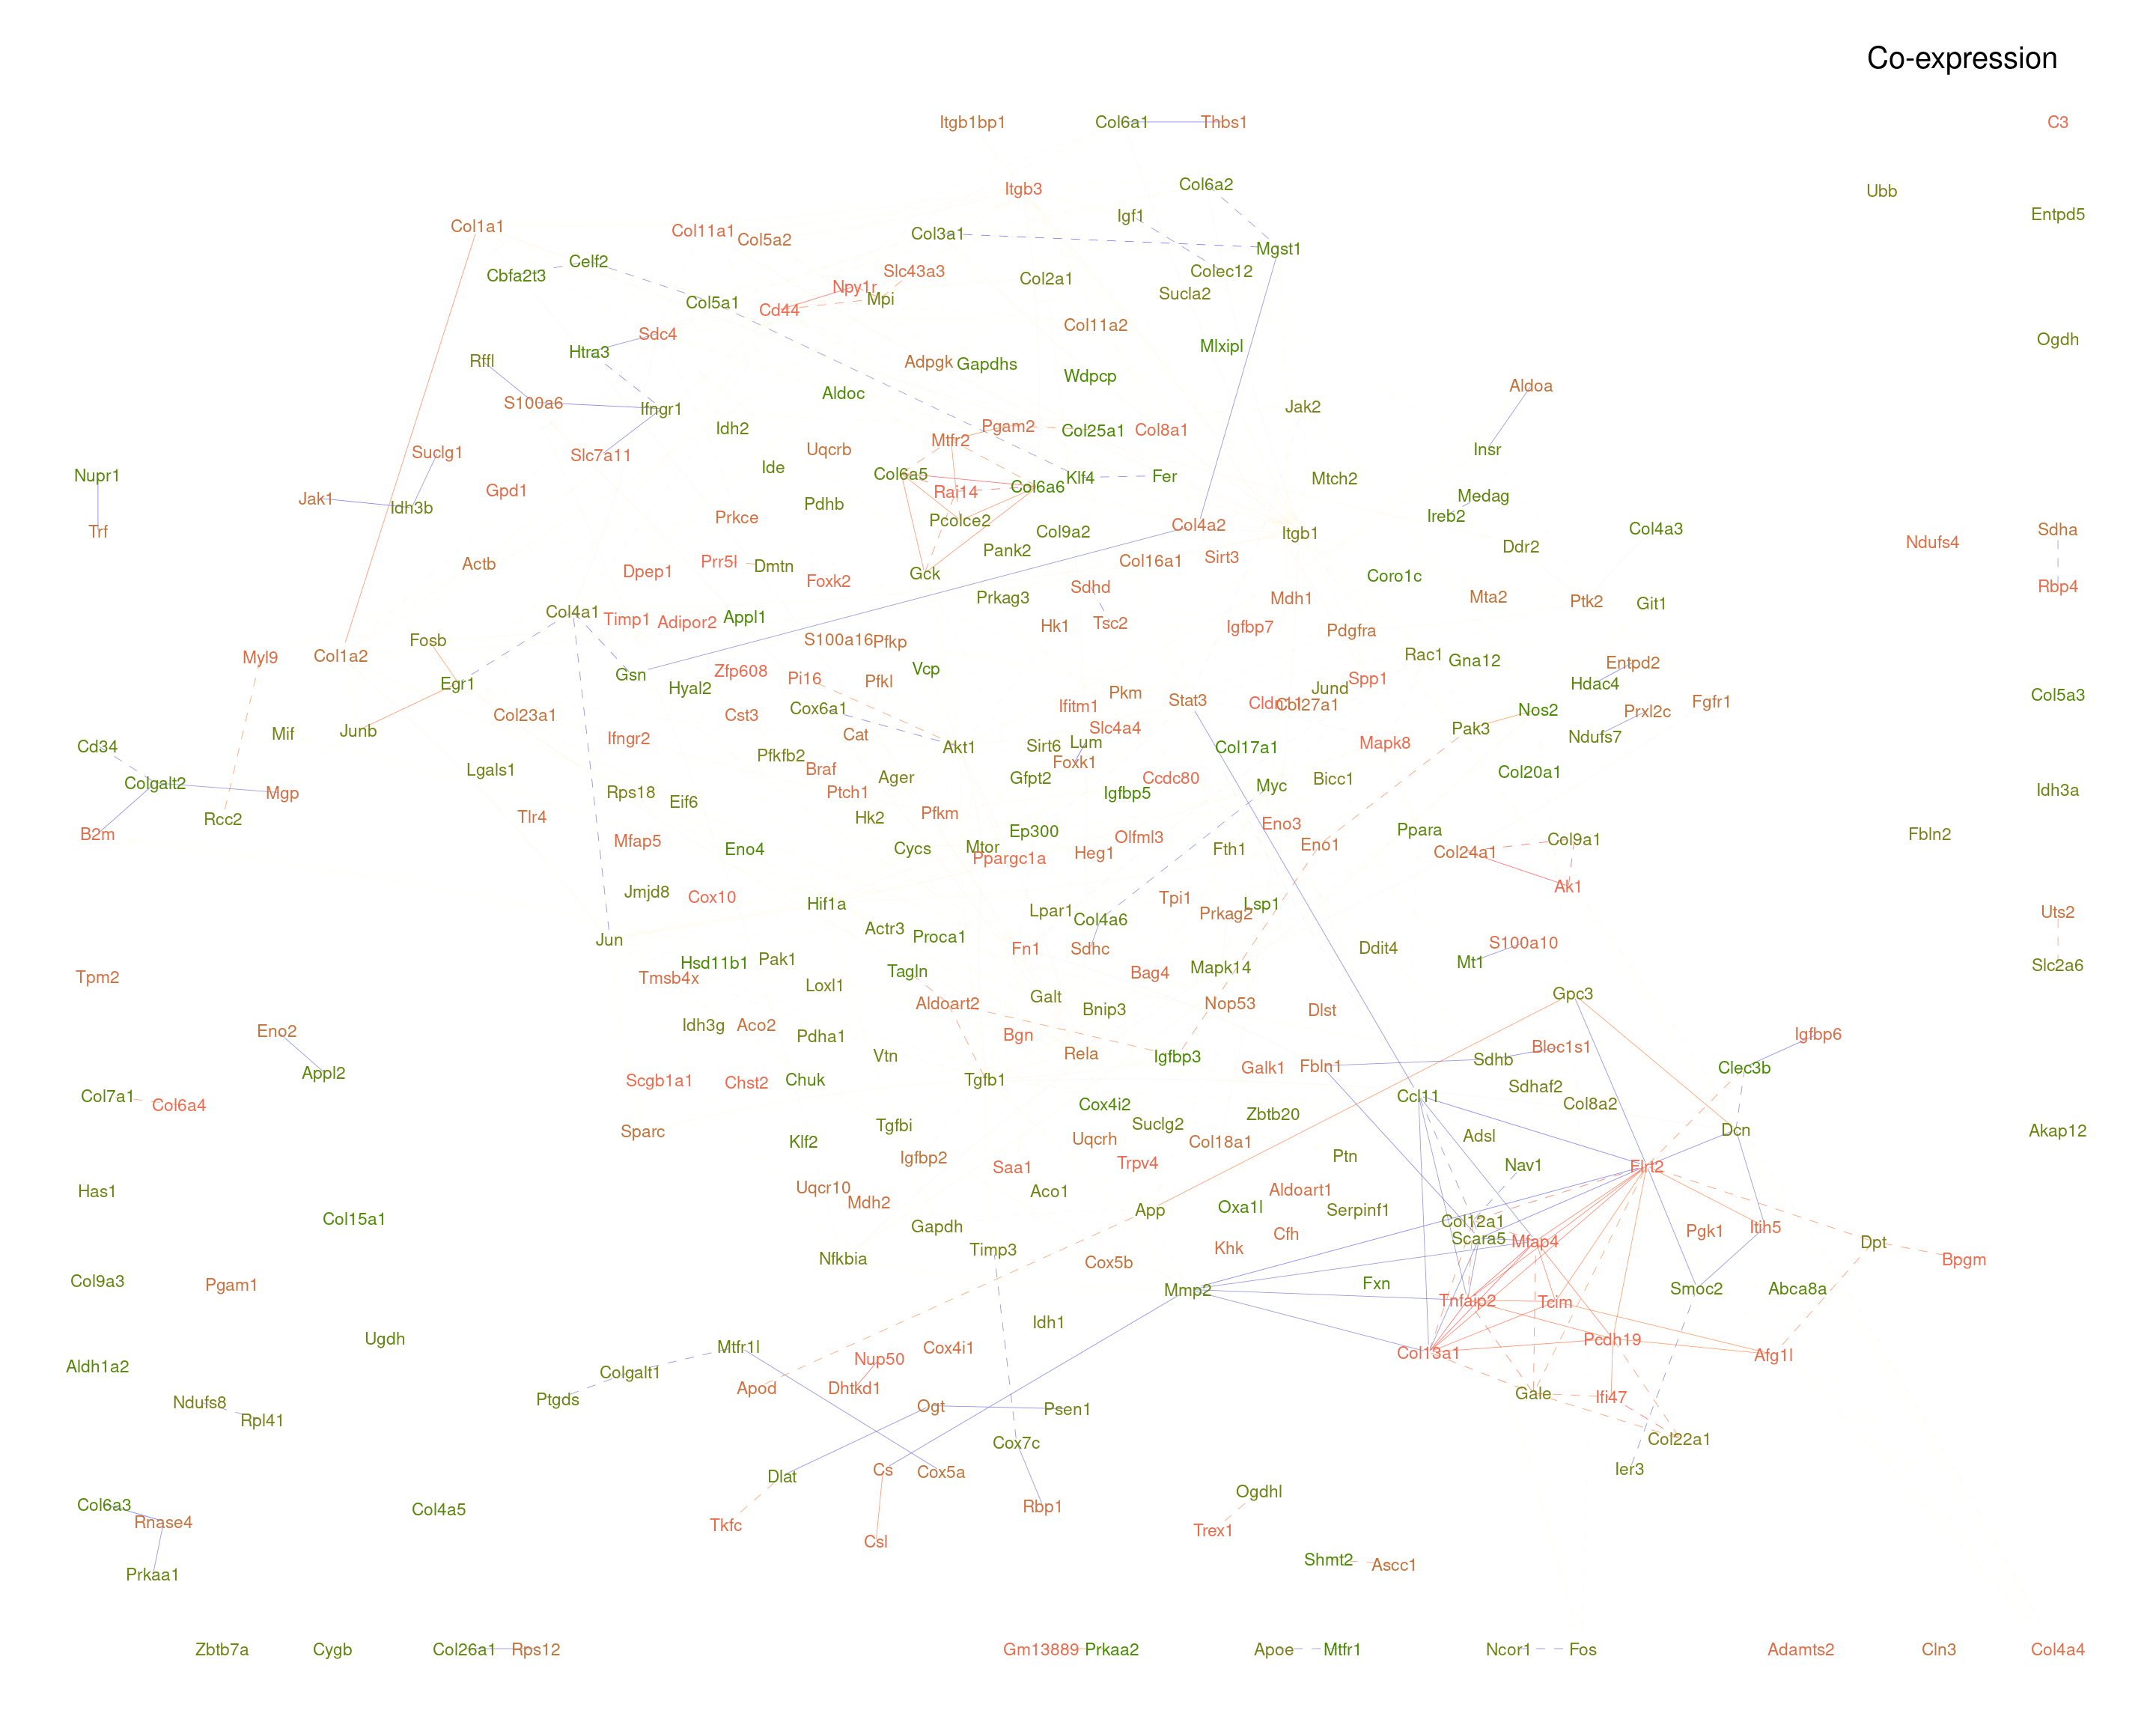 Co-expression
Itgb1bp1 Col6a1 Thbs1 C3
Itgb3 Col6a2 Ubb
Col1a1 Col11a1 Col5a2 Col3a1 Igf1 Mgst1 Entpd5
Cbfa2t3 Celf2 Slc43a3 Col2a1 Colec12
Col5a1 Cd44 Npy1r Mpi Sucla2
Sdc4 Col11a2 Ogdh
Rffl Htra3 Adpgk Gapdhs Wdpcp Mlxipl
S100a6 Ifngr1 Aldoc Jak2 Aldoa
Idh2 Mtfr2 Pgam2 Col25a1 Col8a1
Suclg1 Slc7a11 Uqcrb Insr
Nupr1 Ide Col6a5 Klf4 Fer Mtch2
Jak1 Gpd1 Rai14 Col6a6 Medag
Idh3b Prkce Pdhb Pcolce2 Col4a2 Ireb2
Trf Col9a2 Itgb1 Col4a3 Sdha
Pank2 Ddr2 Ndufs4
Actb Dpep1 Prr5l Dmtn Foxk2 Gck Col16a1 Sirt3 Coro1c Rbp4
Col4a1 Timp1 Adipor2 Appl1 Prkag3 Sdhd Mdh1 Mta2 Ptk2 Git1
Fosb S100a16 Pfkp Hk1 Tsc2 Igfbp7 Pdgfra
Myl9 Col1a2 Zfp608 Vcp Rac1 Gna12 Entpd2
Egr1 Gsn Hyal2 Pi16 Pfkl Pkm Jund Spp1 Hdac4 Col5a3
Col23a1 Cst3 Cox6a1 Ifitm1 Stat3 Col27a1 Nos2 Prxl2c Fgfr1
Mif Junb Ifngr2 Cat Akt1 Sirt6 Lum Slc4a4 Col17a1 Mapk8 Pak3 Ndufs7
Cd34 Lgals1 Pfkfb2 Braf Ager Gfpt2 Foxk1 Ccdc80 Bicc1 Col20a1
Colgalt2 Mgp Rps18 Eif6 Ptch1 Igfbp5 Myc Idh3a
B2m Rcc2 Tlr4 Mfap5 Hk2 Pfkm Ep300 Olfml3 Eno3 Ppara Col9a1 Fbln2
Eno4 Cycs Mtor Ppargc1a Heg1 Fth1 Eno1 Col24a1
Jmjd8 Cox10 Hif1a Lpar1 Tpi1 Lsp1 Ak1
Jun Actr3 Proca1 Fn1 Col4a6 Sdhc Prkag2 Ddit4 S100a10 Uts2
Tpm2 Tmsb4x Hsd11b1 Pak1 Tagln Bag4 Mapk14 Mt1 Slc2a6
Loxl1 Aldoart2 Galt Bnip3 Nop53 Dlst Gpc3
Eno2 Idh3g Aco2 Pdha1 Bgn Bloc1s1 Igfbp6
Appl2 Vtn Rela Igfbp3 Galk1 Fbln1 Sdhb Clec3b
Col7a1 Col6a4 Scgb1a1 Chst2 Chuk Tgfb1 Cox4i2 Ccl11 Sdhaf2 Col8a2
Sparc Klf2 Tgfbi Uqcrh Suclg2 Col18a1 Zbtb20 Adsl Dcn Akap12
Igfbp2 Saa1 Trpv4 Ptn Nav1 Flrt2
Has1 Uqcr10 Mdh2 Aco1 Aldoart1
Col15a1 Gapdh App Oxa1l Serpinf1 Col12a1 Pgk1 Itih5
Nfkbia Timp3 Cox5b Khk Cfh Scara5 Mfap4 Dpt Bpgm
Col9a3 Pgam1 Mmp2 Fxn Tnfaip2 Tcim Smoc2 Abca8a
Ugdh Idh1 Pcdh19
Aldh1a2 Mtfr1l Nup50 Cox4i1 Col13a1 Afg1l
Ndufs8 Rpl41 Ptgds Colgalt1 Apod Dhtkd1 Ogt Psen1 Gale Ifi47
Cox7c Col22a1
Dlat Cs Cox5a Ier3
Col6a3 Rnase4 Col4a5 Tkfc Csl Rbp1 Ogdhl Trex1
Prkaa1 Shmt2 Ascc1
Zbtb7a Cygb Col26a1 Rps12 Gm13889 Prkaa2 Apoe Mtfr1 Ncor1 Fos Adamts2 Cln3 Col4a4